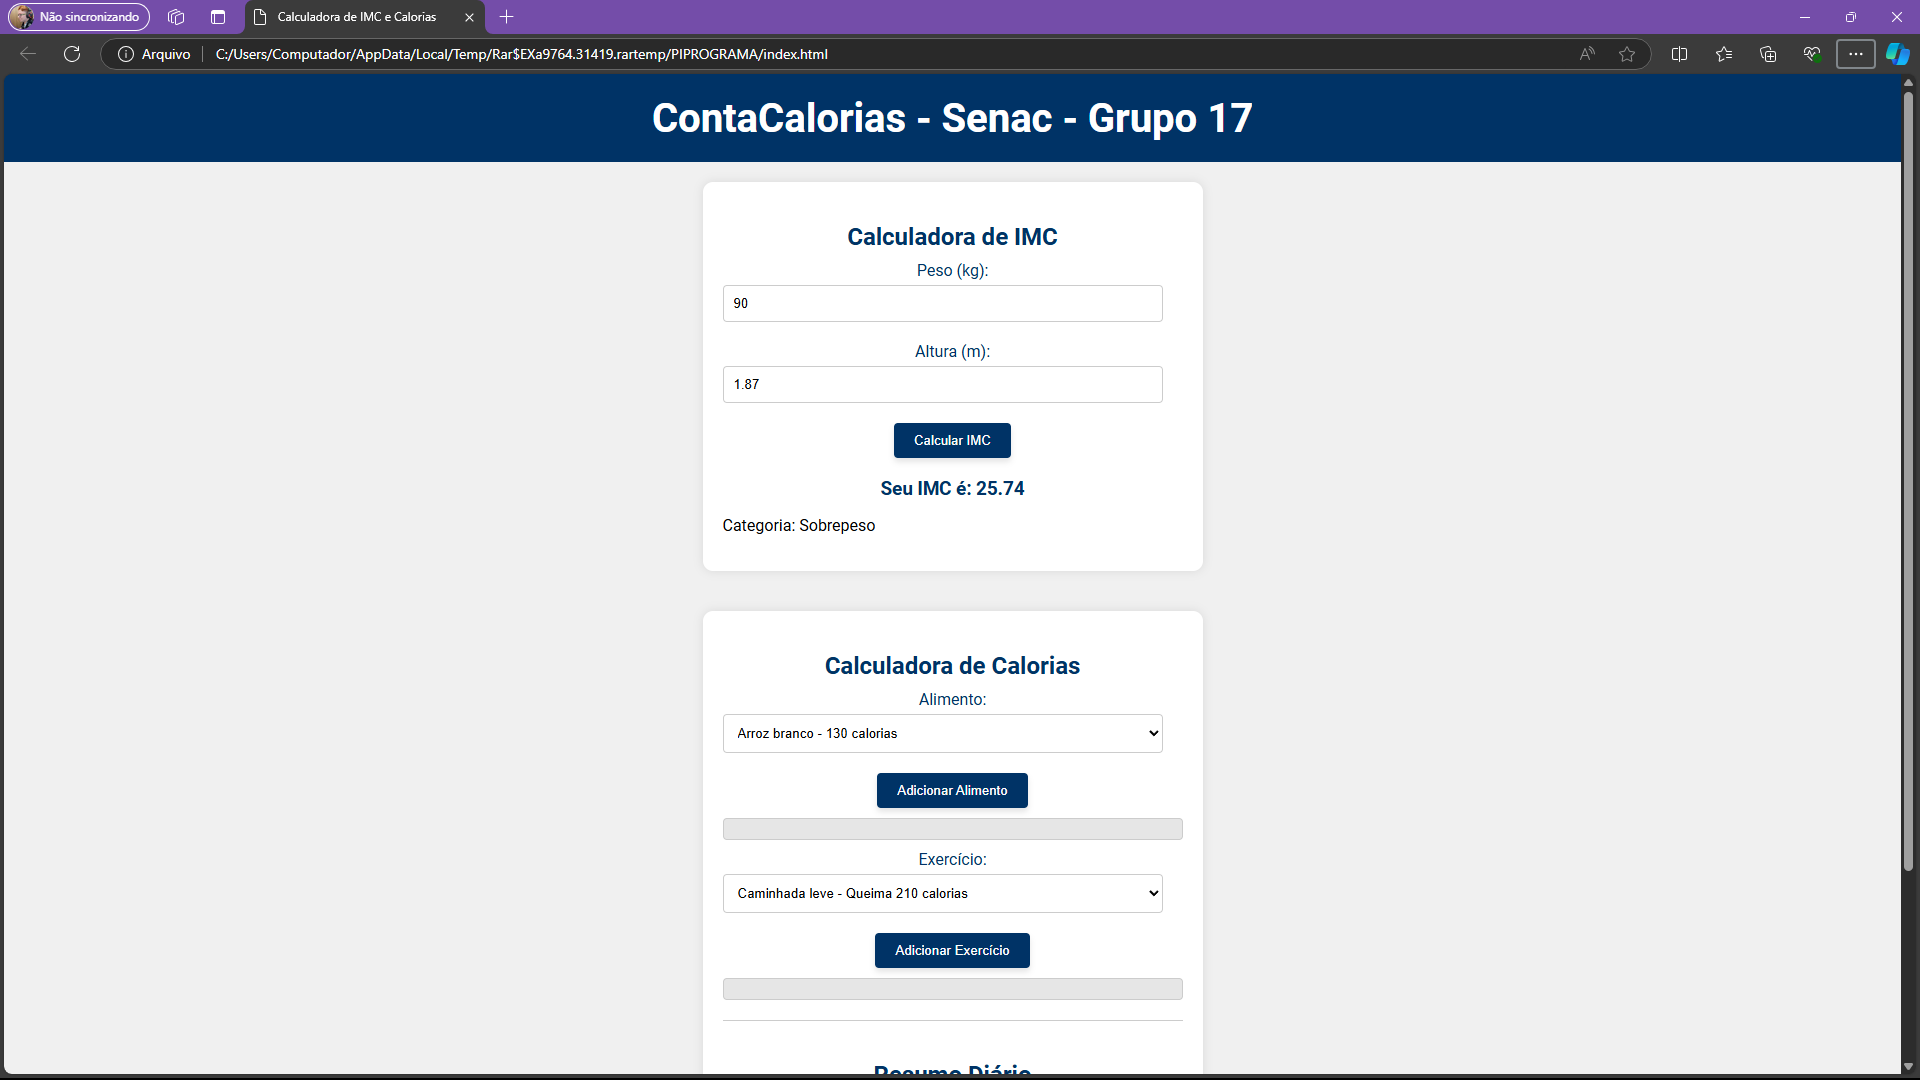 Não sincronizando
Calculadora de IMC e Calorias
Arquivo
C:/Users/Computador/AppData/Local/Temp/Rar$EXa9764.31419.rartemp/PIPROGRAMA/index.html
ContaCalorias - Senac - Grupo 17
Calculadora de IMC
Peso (kg):
90
Altura (m):
1.87
Calcular IMC
Seu IMC é: 25.74
Categoria: Sobrepeso
Calculadora de Calorias
Alimento:
Arroz branco - 130 calorias
Adicionar Alimento
Exercício:
Caminhada leve - Queima 210 calorias
Adicionar Exercício
Resumo Diário